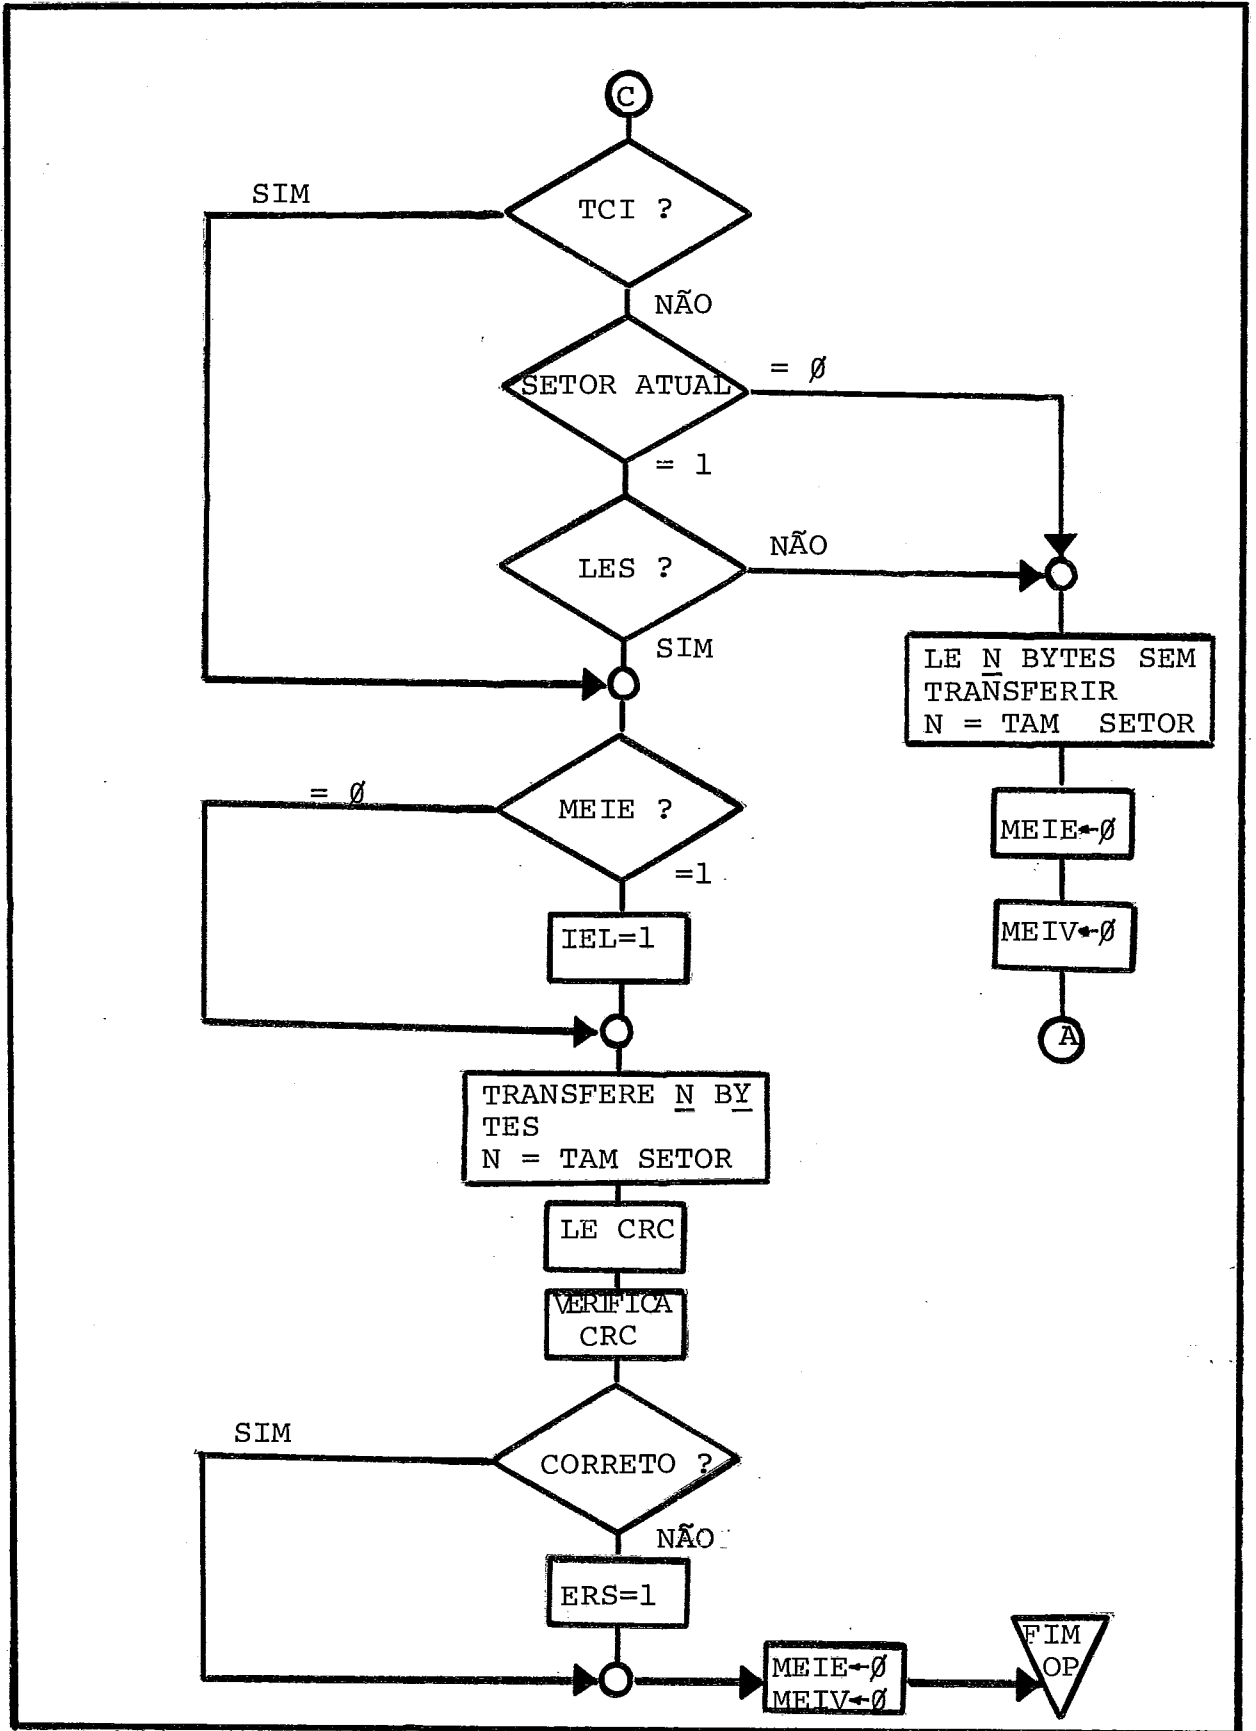 C
TCI ?
SIM
NÃO
SETOR ATUAL
= Ø
= 1
LES ?
NÃO
SIM
LE N BYTES SEM
TRANSFERIR
N = TAM SETOR
MEIE←Ø
MEIV←Ø
A
MEIE ?
= Ø
=1
IEL=1
TRANSFERE N BY
TES
N = TAM SETOR
LE CRC
VERIFICA
CRC
CORRETO ?
SIM
NÃO
ERS=1
MEIE←Ø
MEIV←Ø
FIM
OP